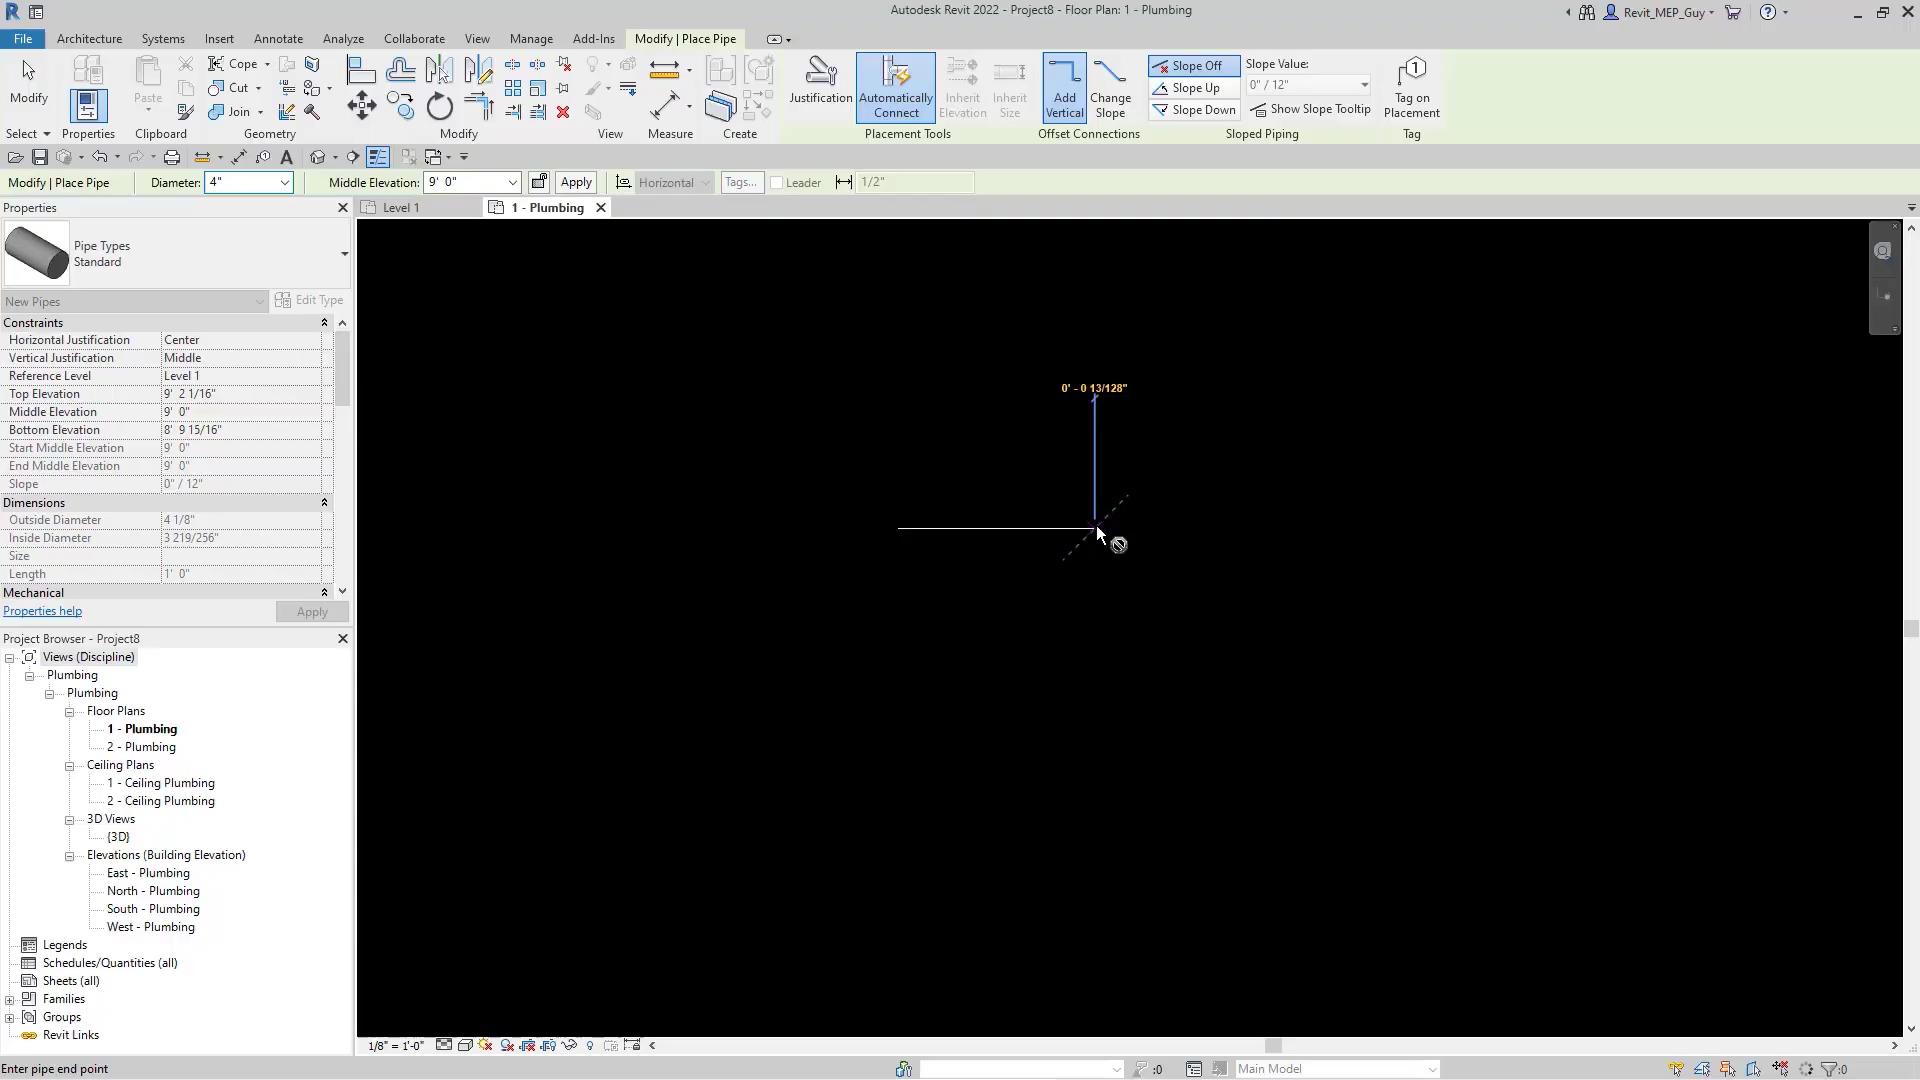 Autodesk Revit 2022 - Project8 - Floor Plan: 1 - Plumbing
Revit_MEP_Guy
File Architecture Systems Insert Annotate Analyze Collaborate View Manage Add-Ins Modify | Place Pipe
Modify
Paste
Cope
Cut
Join
Justification
Automatically
Connect
Inherit
Elevation
Inherit
Size
Add
Vertical
Change
Slope
Slope Off
Slope Up
Slope Down
Slope Value:
0" / 12"
Show Slope Tooltip
Tag on
Placement
Select Properties Clipboard Geometry Modify View Measure Create Placement Tools Offset Connections Sloped Piping Tag
Modify | Place Pipe Diameter: 4" Middle Elevation: 9' 0" Apply Horizontal Tags... Leader 1/2"
Properties
Level 1
1 - Plumbing
Pipe Types
Standard
New Pipes Edit Type
Constraints
Horizontal Justification Center
Vertical Justification Middle
Reference Level Level 1
Top Elevation 9' 2 1/16"
Middle Elevation 9' 0"
Bottom Elevation 8' 9 15/16"
Start Middle Elevation 9' 0"
End Middle Elevation 9' 0"
Slope 0" / 12"
Dimensions
Outside Diameter 4 1/8"
Inside Diameter 3 219/256"
Size
Length 1' 0"
Mechanical
Properties help Apply
0' - 0 13/128"
Project Browser - Project8
Views (Discipline)
Plumbing
Plumbing
Floor Plans
1 - Plumbing
2 - Plumbing
Ceiling Plans
1 - Ceiling Plumbing
2 - Ceiling Plumbing
3D Views
{3D}
Elevations (Building Elevation)
East - Plumbing
North - Plumbing
South - Plumbing
West - Plumbing
Legends
Schedules/Quantities (all)
Sheets (all)
Families
Groups
Revit Links
1/8" = 1'-0"
Enter pipe end point
:0
Main Model
:0